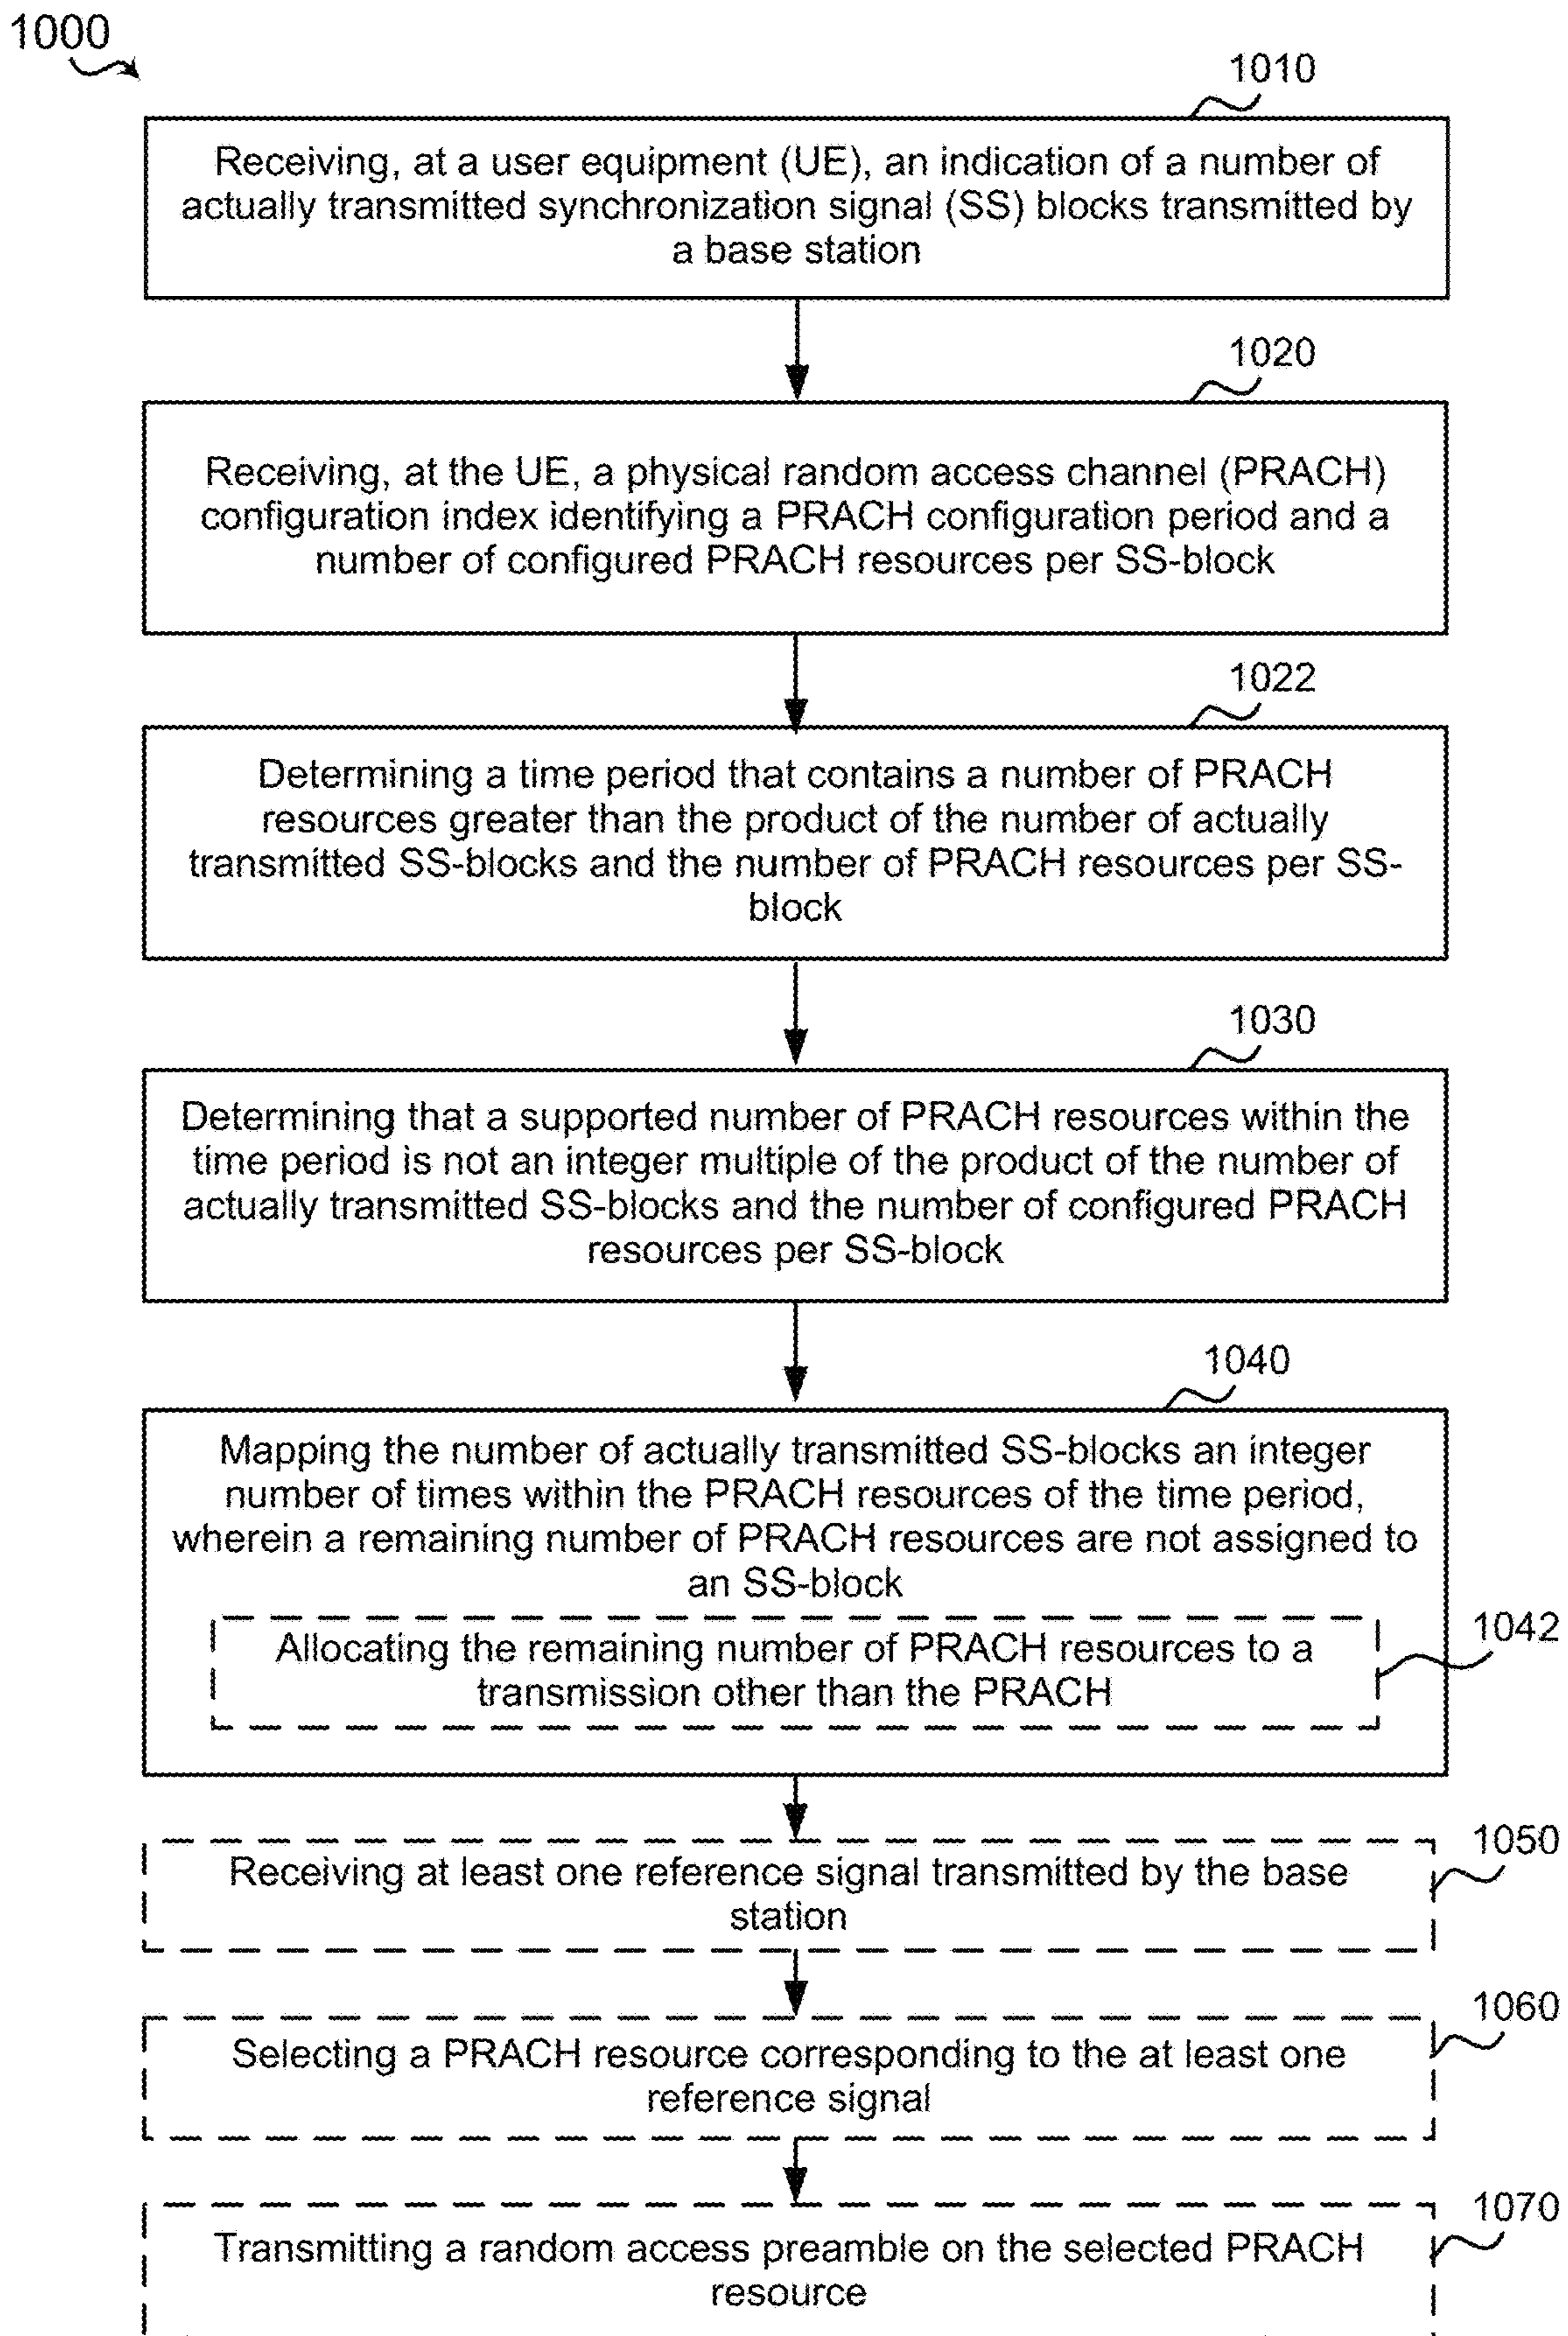 1000
1010
Receiving, at a user equipment (UE), an indication of a number of
actually transmitted synchronization signal (SS) blocks transmitted by
a base station
1020
Receiving, at the UE, a physical random access channel (PRACH)
configuration index identifying a PRACH configuration period and a
number of configured PRACH resources per SS-block
1022
Determining a time period that contains a number of PRACH
resources greater than the product of the number of actually
transmitted SS-blocks and the number of PRACH resources per SS-
block
1030
Determining that a supported number of PRACH resources within the
time period is not an integer multiple of the product of the number of
actually transmitted SS-blocks and the number of configured PRACH
resources per SS-block
1040
Mapping the number of actually transmitted SS-blocks an integer
number of times within the PRACH resources of the time period,
wherein a remaining number of PRACH resources are not assigned to
an SS-block
1042
Allocating the remaining number of PRACH resources to a
transmission other than the PRACH
1050
Receiving at least one reference signal transmitted by the base
station
1060
Selecting a PRACH resource corresponding to the at least one
reference signal
1070
Transmitting a random access preamble on the selected PRACH
resource